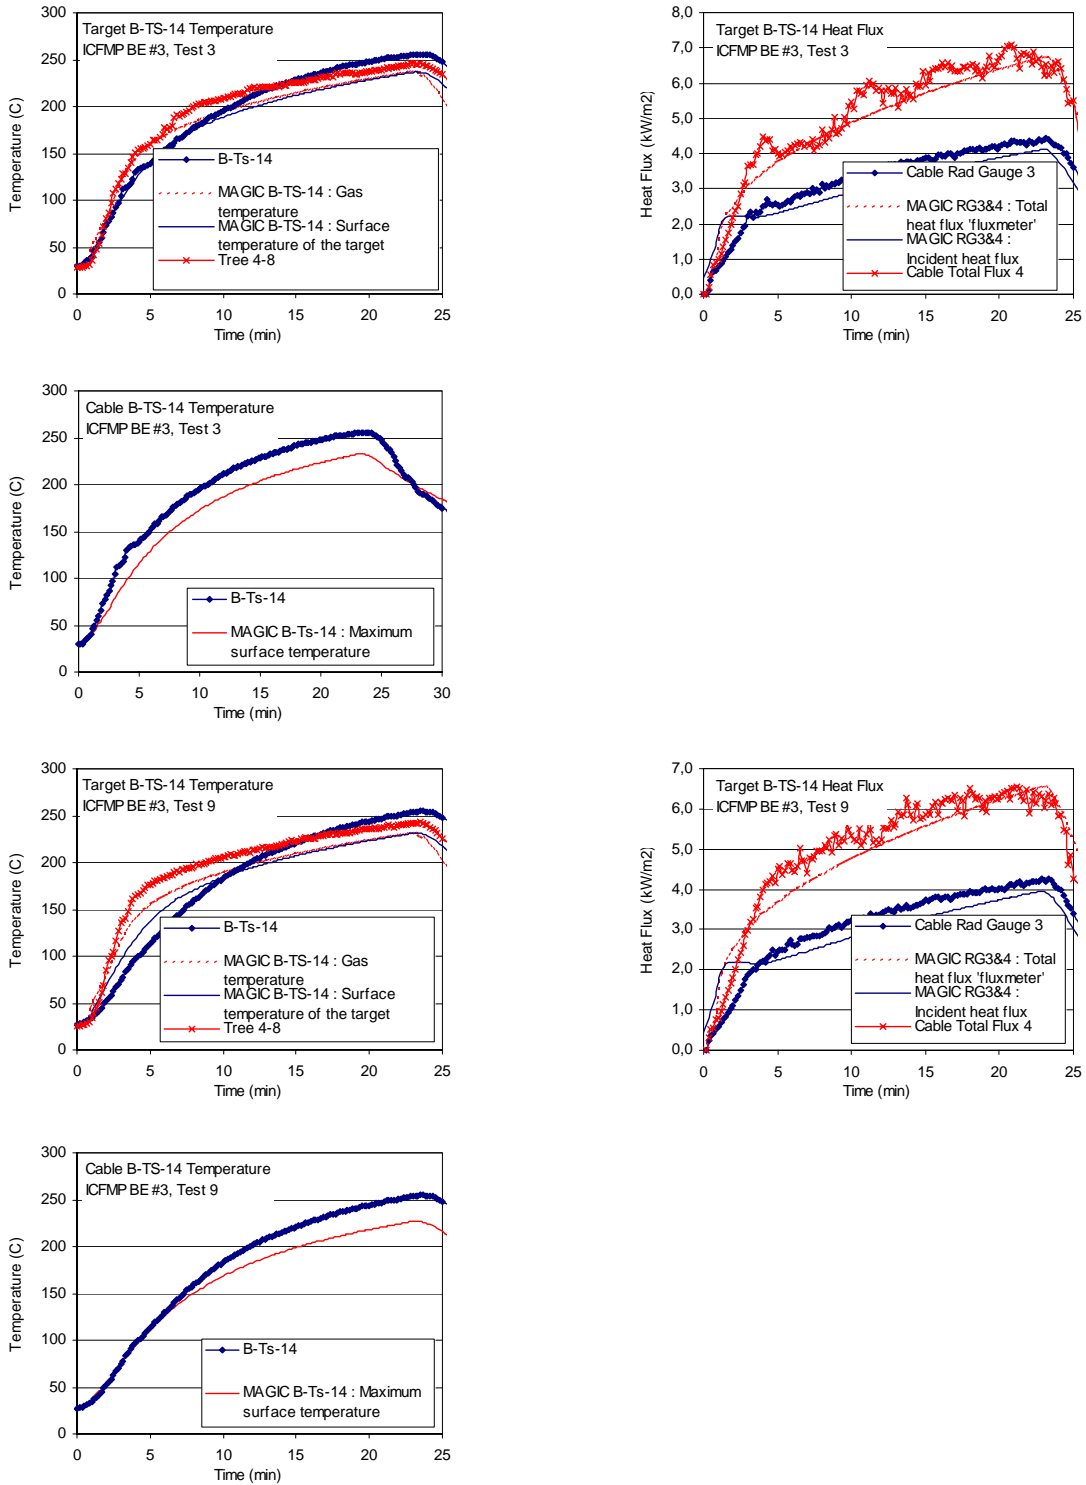 Target B-TS-14 Temperature
ICFMP BE #3, Test 3
Temperature (C)
300
250
200
150
100
50
0
B-Ts-14
MAGIC B-TS-14 : Gas
temperature
MAGIC B-TS-14 : Surface
temperature of the target
Tree 4-8
0 5 10 15 20 25
Time (min)
Target B-TS-14 Heat Flux
ICFMP BE #3, Test 3
Heat Flux (kW/m2)
8,0
7,0
6,0
5,0
4,0
3,0
2,0
1,0
0,0
Cable Rad Gauge 3
MAGIC RG3&4 : Total
heat flux 'fluxmeter'
MAGIC RG3&4 :
Incident heat flux
Cable Total Flux 4
0 5 10 15 20 25
Time (min)
Cable B-TS-14 Temperature
ICFMP BE #3, Test 3
Temperature (C)
300
250
200
150
100
50
0
B-Ts-14
MAGIC B-Ts-14 : Maximum
surface temperature
0 5 10 15 20 25 30
Time (min)
Target B-TS-14 Temperature
ICFMP BE #3, Test 9
Temperature (C)
300
250
200
150
100
50
0
B-Ts-14
MAGIC B-TS-14 : Gas
temperature
MAGIC B-TS-14 : Surface
temperature of the target
Tree 4-8
0 5 10 15 20 25
Time (min)
Target B-TS-14 Heat Flux
ICFMP BE #3, Test 9
Heat Flux (kW/m2)
7,0
6,0
5,0
4,0
3,0
2,0
1,0
0,0
Cable Rad Gauge 3
MAGIC RG3&4 : Total
heat flux 'fluxmeter'
MAGIC RG3&4 :
Incident heat flux
Cable Total Flux 4
0 5 10 15 20 25
Time (min)
Cable B-TS-14 Temperature
ICFMP BE #3, Test 9
Temperature (C)
300
250
200
150
100
50
0
B-Ts-14
MAGIC B-Ts-14 : Maximum
surface temperature
0 5 10 15 20 25
Time (min)